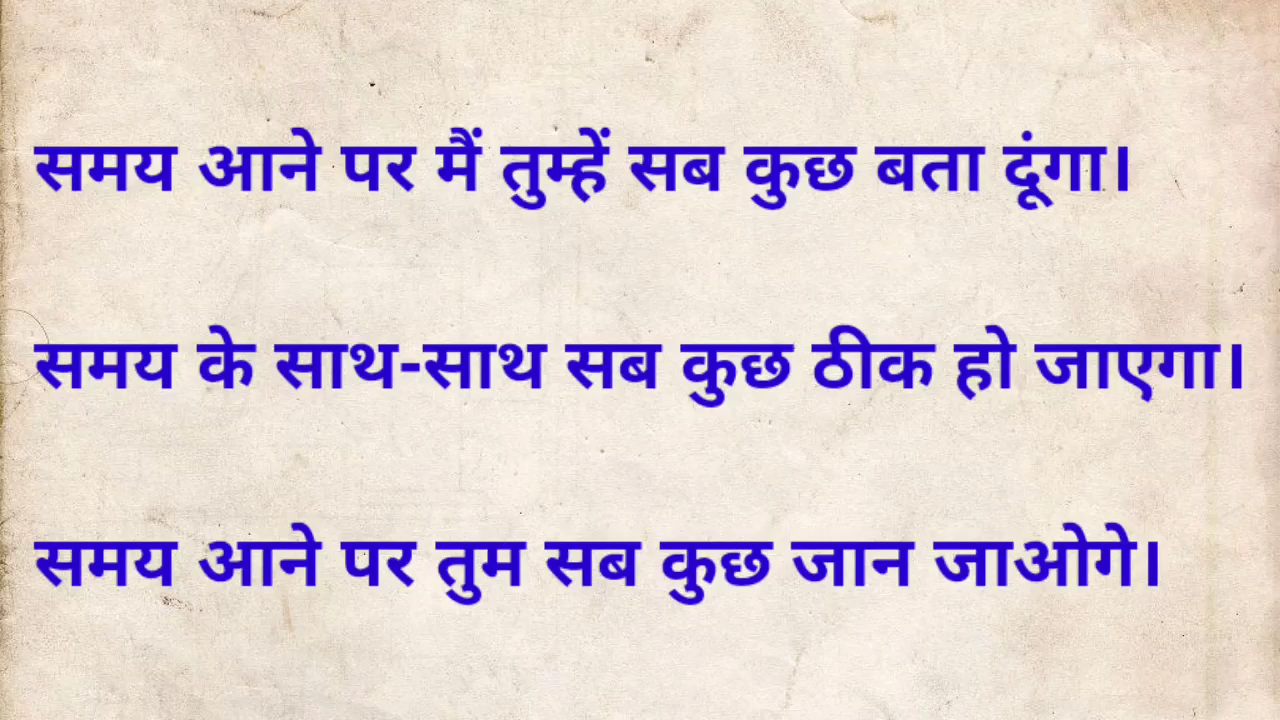 समय आने पर मैं तुम्हें सब कुछ बता दूंगा।
समय के साथ-साथ सब कुछ ठीक हो जाएगा।
समय आने पर तुम सब कुछ जान जाओगे।